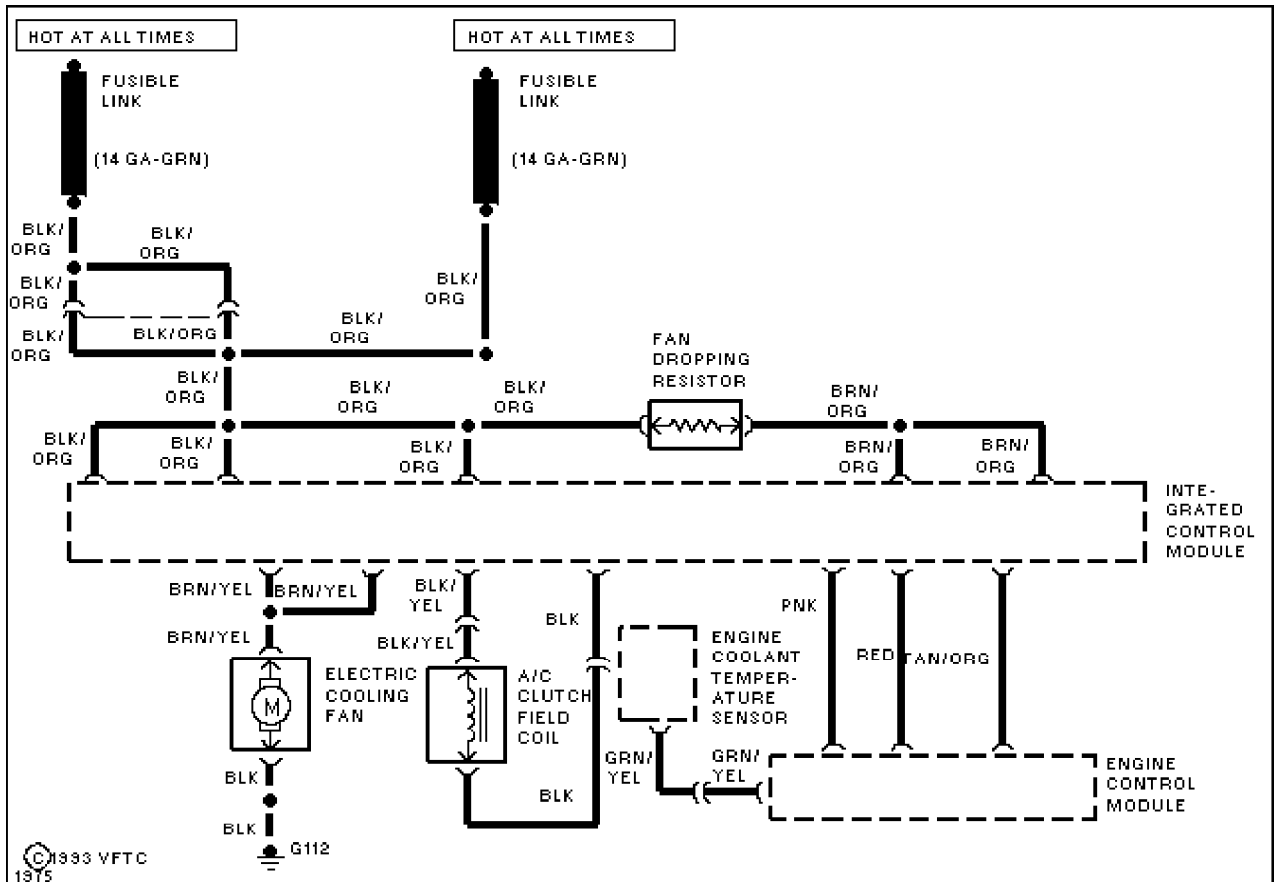 HOT AT ALL TIMES
HOT AT ALL TIMES
FUSIBLE
LINK
(14 GA-GRN)
FUSIBLE
LINK
(14 GA-GRN)
BLK/
ORG
BLK/
ORG
BLK/
ORG
BLK/
ORG
BLK/
ORG
BLK/ORG
BLK/
ORG
FAN
DROPPING
RESISTOR
BLK/
ORG
BLK/
ORG
BLK/
ORG
BRN/
ORG
BLK/
ORG
BLK/
ORG
BLK/
ORG
BRN/
ORG
BRN/
ORG
INTE-
GRATED
CONTROL
MODULE
BRN/YEL
BRN/YEL
BLK/
YEL
BLK
PNK
RED
TAN/ORG
BRN/YEL
BLK/YEL
ENGINE
COOLANT
TEMPER-
ATURE
SENSOR
M
ELECTRIC
COOLING
FAN
A/C
CLUTCH
FIELD
COIL
GRN/
YEL
GRN/
YEL
ENGINE
CONTROL
MODULE
BLK
BLK
BLK
G112
©1993 VFTC
1975